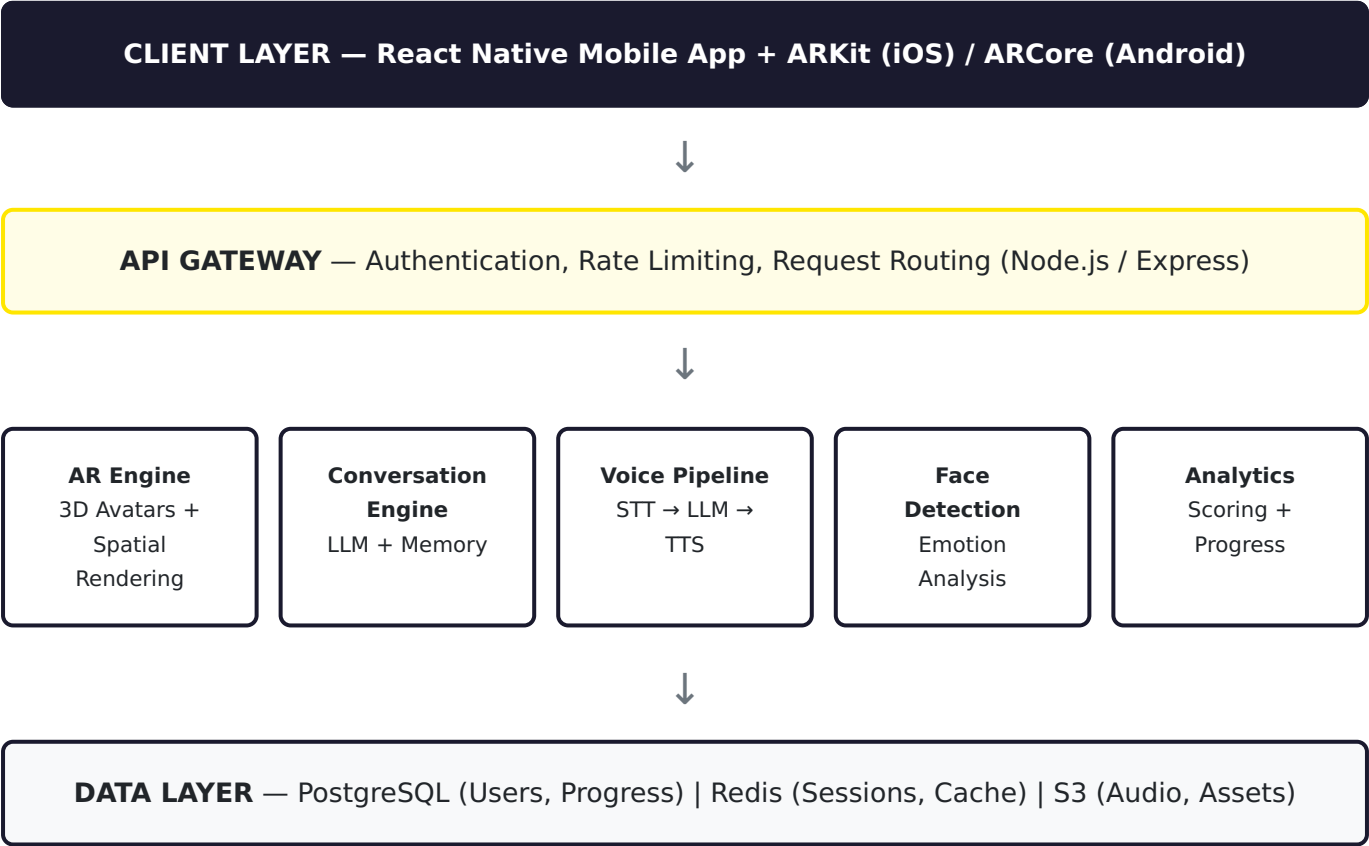 CLIENT LAYER — React Native Mobile App + ARKit (iOS) / ARCore (Android)
↓
API GATEWAY — Authentication, Rate Limiting, Request Routing (Node.js / Express)
↓
AR Engine
3D Avatars +
Spatial
Rendering
Conversation
Engine
LLM + Memory
Voice Pipeline
STT → LLM →
TTS
Face
Detection
Emotion
Analysis
Analytics
Scoring +
Progress
↓
DATA LAYER — PostgreSQL (Users, Progress) | Redis (Sessions, Cache) | S3 (Audio, Assets)